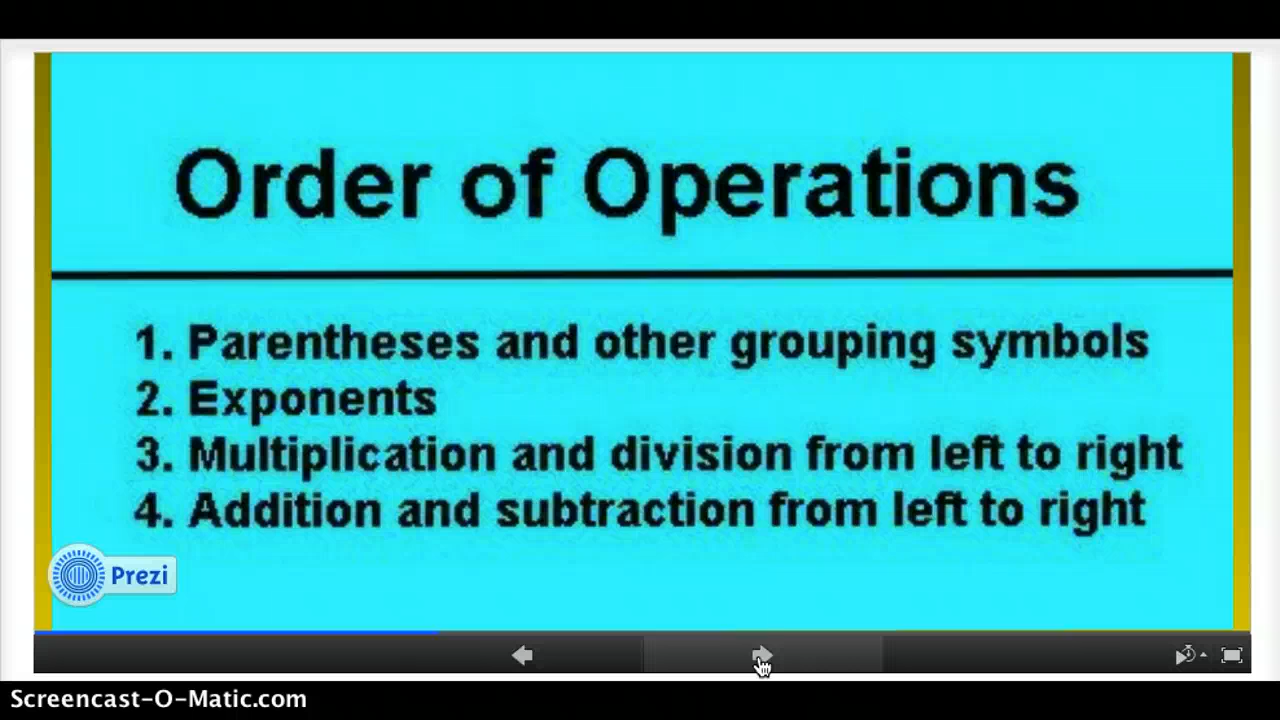 Order of Operations
1. Parentheses and other grouping symbols
2. Exponents
3. Multiplication and division from left to right
4. Addition and subtraction from left to right
Prezi
Screencast-O-Matic.com